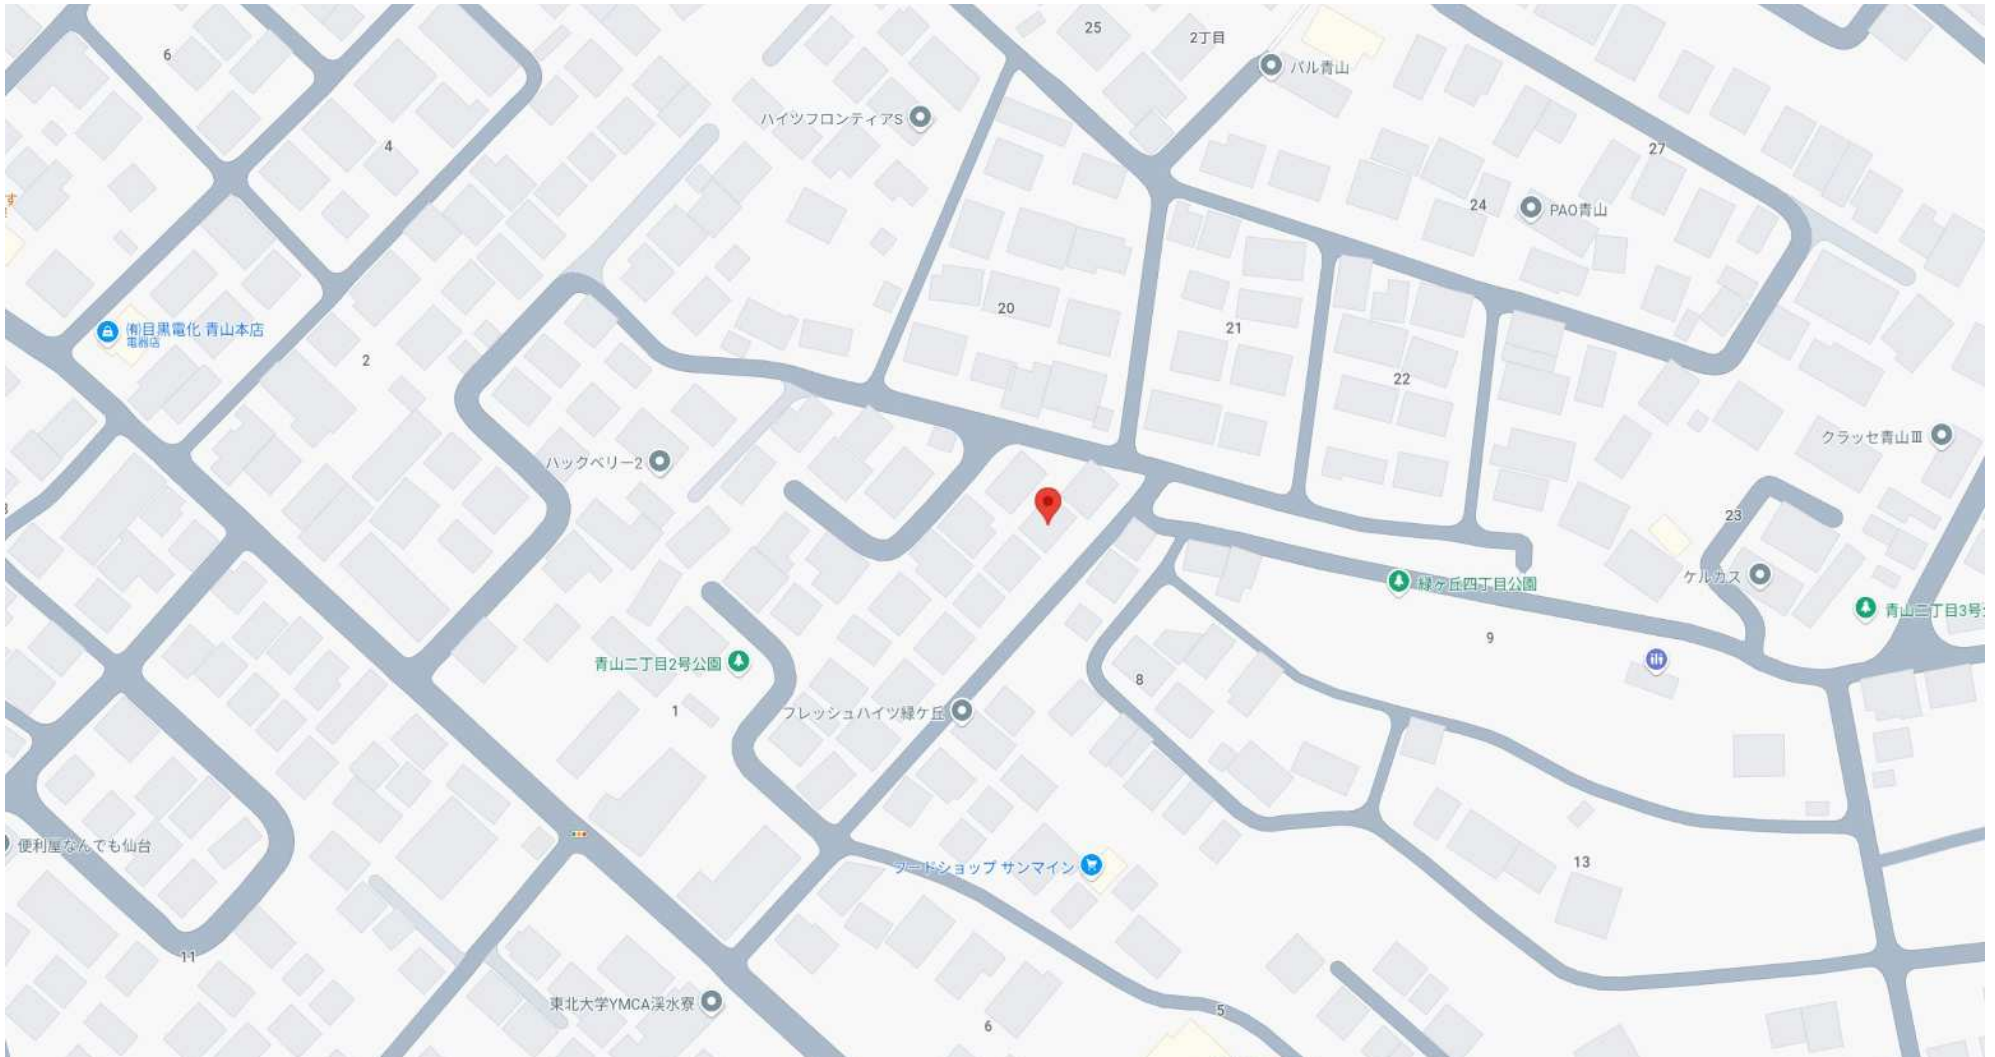 25
2丁目
6
パル青山
ハイツフロンティアS
4
27
す
24
PAO青山
20
21
㈲目黒電化 青山本店
電器店
2
22
クラッセ青山Ⅲ
ハックベリー2
23
ケルカス
緑ヶ丘四丁目公園
青山二丁目3号
9
青山二丁目2号公園
8
1
フレッシュハイツ緑ケ丘
便利屋なんでも仙台
フードショップ サンマイン
13
11
東北大学YMCA渓水寮
5
6